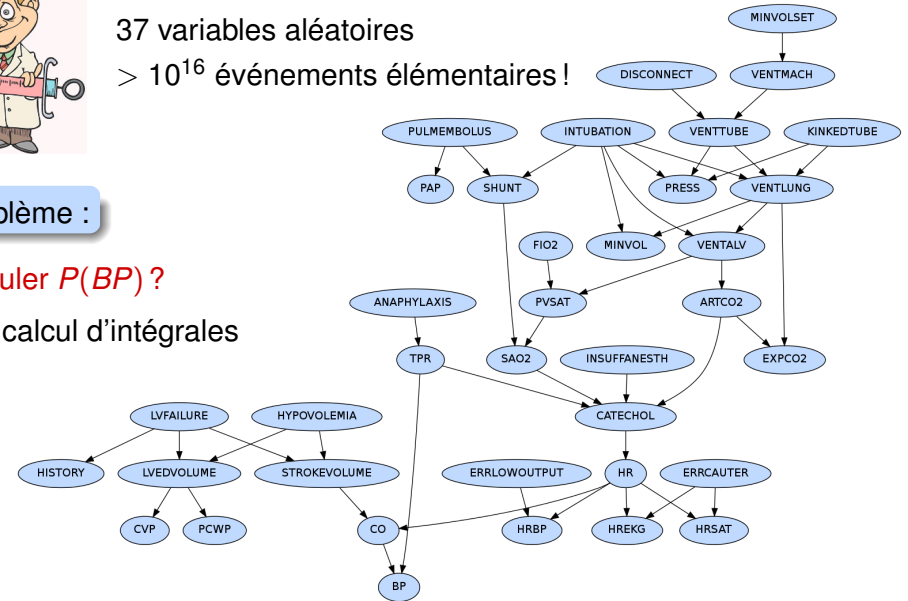 37 variables aléatoires
> 10^16 événements élémentaires !
blème :
uler P(BP) ?
calcul d'intégrales
MINVOLSET
DISCONNECT
VENTMACH
PULMEMBOLUS
INTUBATION
VENTTUBE
KINKEDTUBE
PAP
SHUNT
PRESS
VENTLUNG
FIO2
MINVOL
VENTALV
ANAPHYLAXIS
PVSAT
ARTCO2
TPR
SAO2
INSUFFANESTH
EXPCO2
LVFAILURE
HYPOVOLEMIA
CATECHOL
HISTORY
LVEDVOLUME
STROKEVOLUME
ERRLOWOUTPUT
HR
ERRCAUTER
CVP
PCWP
CO
HRBP
HREKG
HRSAT
BP